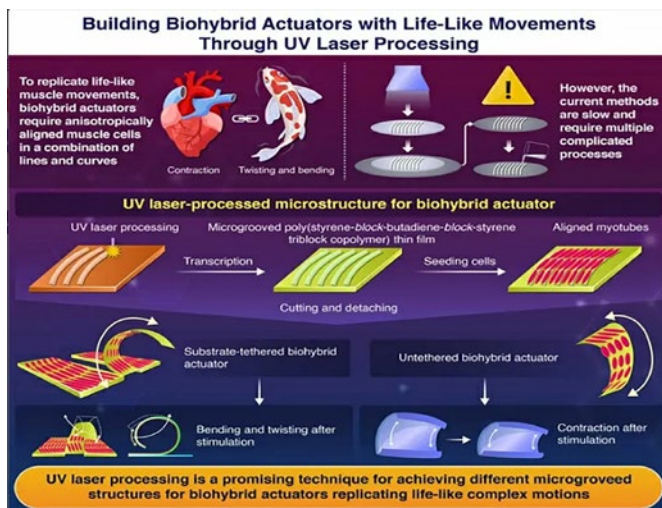 Building Biohybrid Actuators with Life-Like Movements
Through UV Laser Processing
To replicate life-like
muscle movements,
biohybrid actuators
require anisotropically
aligned muscle cells
in a combination of
lines and curves
Contraction
Twisting and bending
However, the
current methods
are slow and
require multiple
complicated
processes
UV laser-processed microstructure for biohybrid actuator
UV laser processing
Microgrooved poly(styrene-block-butadiene-block-styrene
triblock copolymer) thin film
Aligned myotubes
Transcription
Seeding cells
Cutting and detaching
Substrate-tethered biohybrid
actuator
Untethered biohybrid actuator
Bending and twisting after
stimulation
Contraction after
stimulation
UV laser processing is a promising technique for achieving different microgroveed
structures for biohybrid actuators replicating life-like complex motions